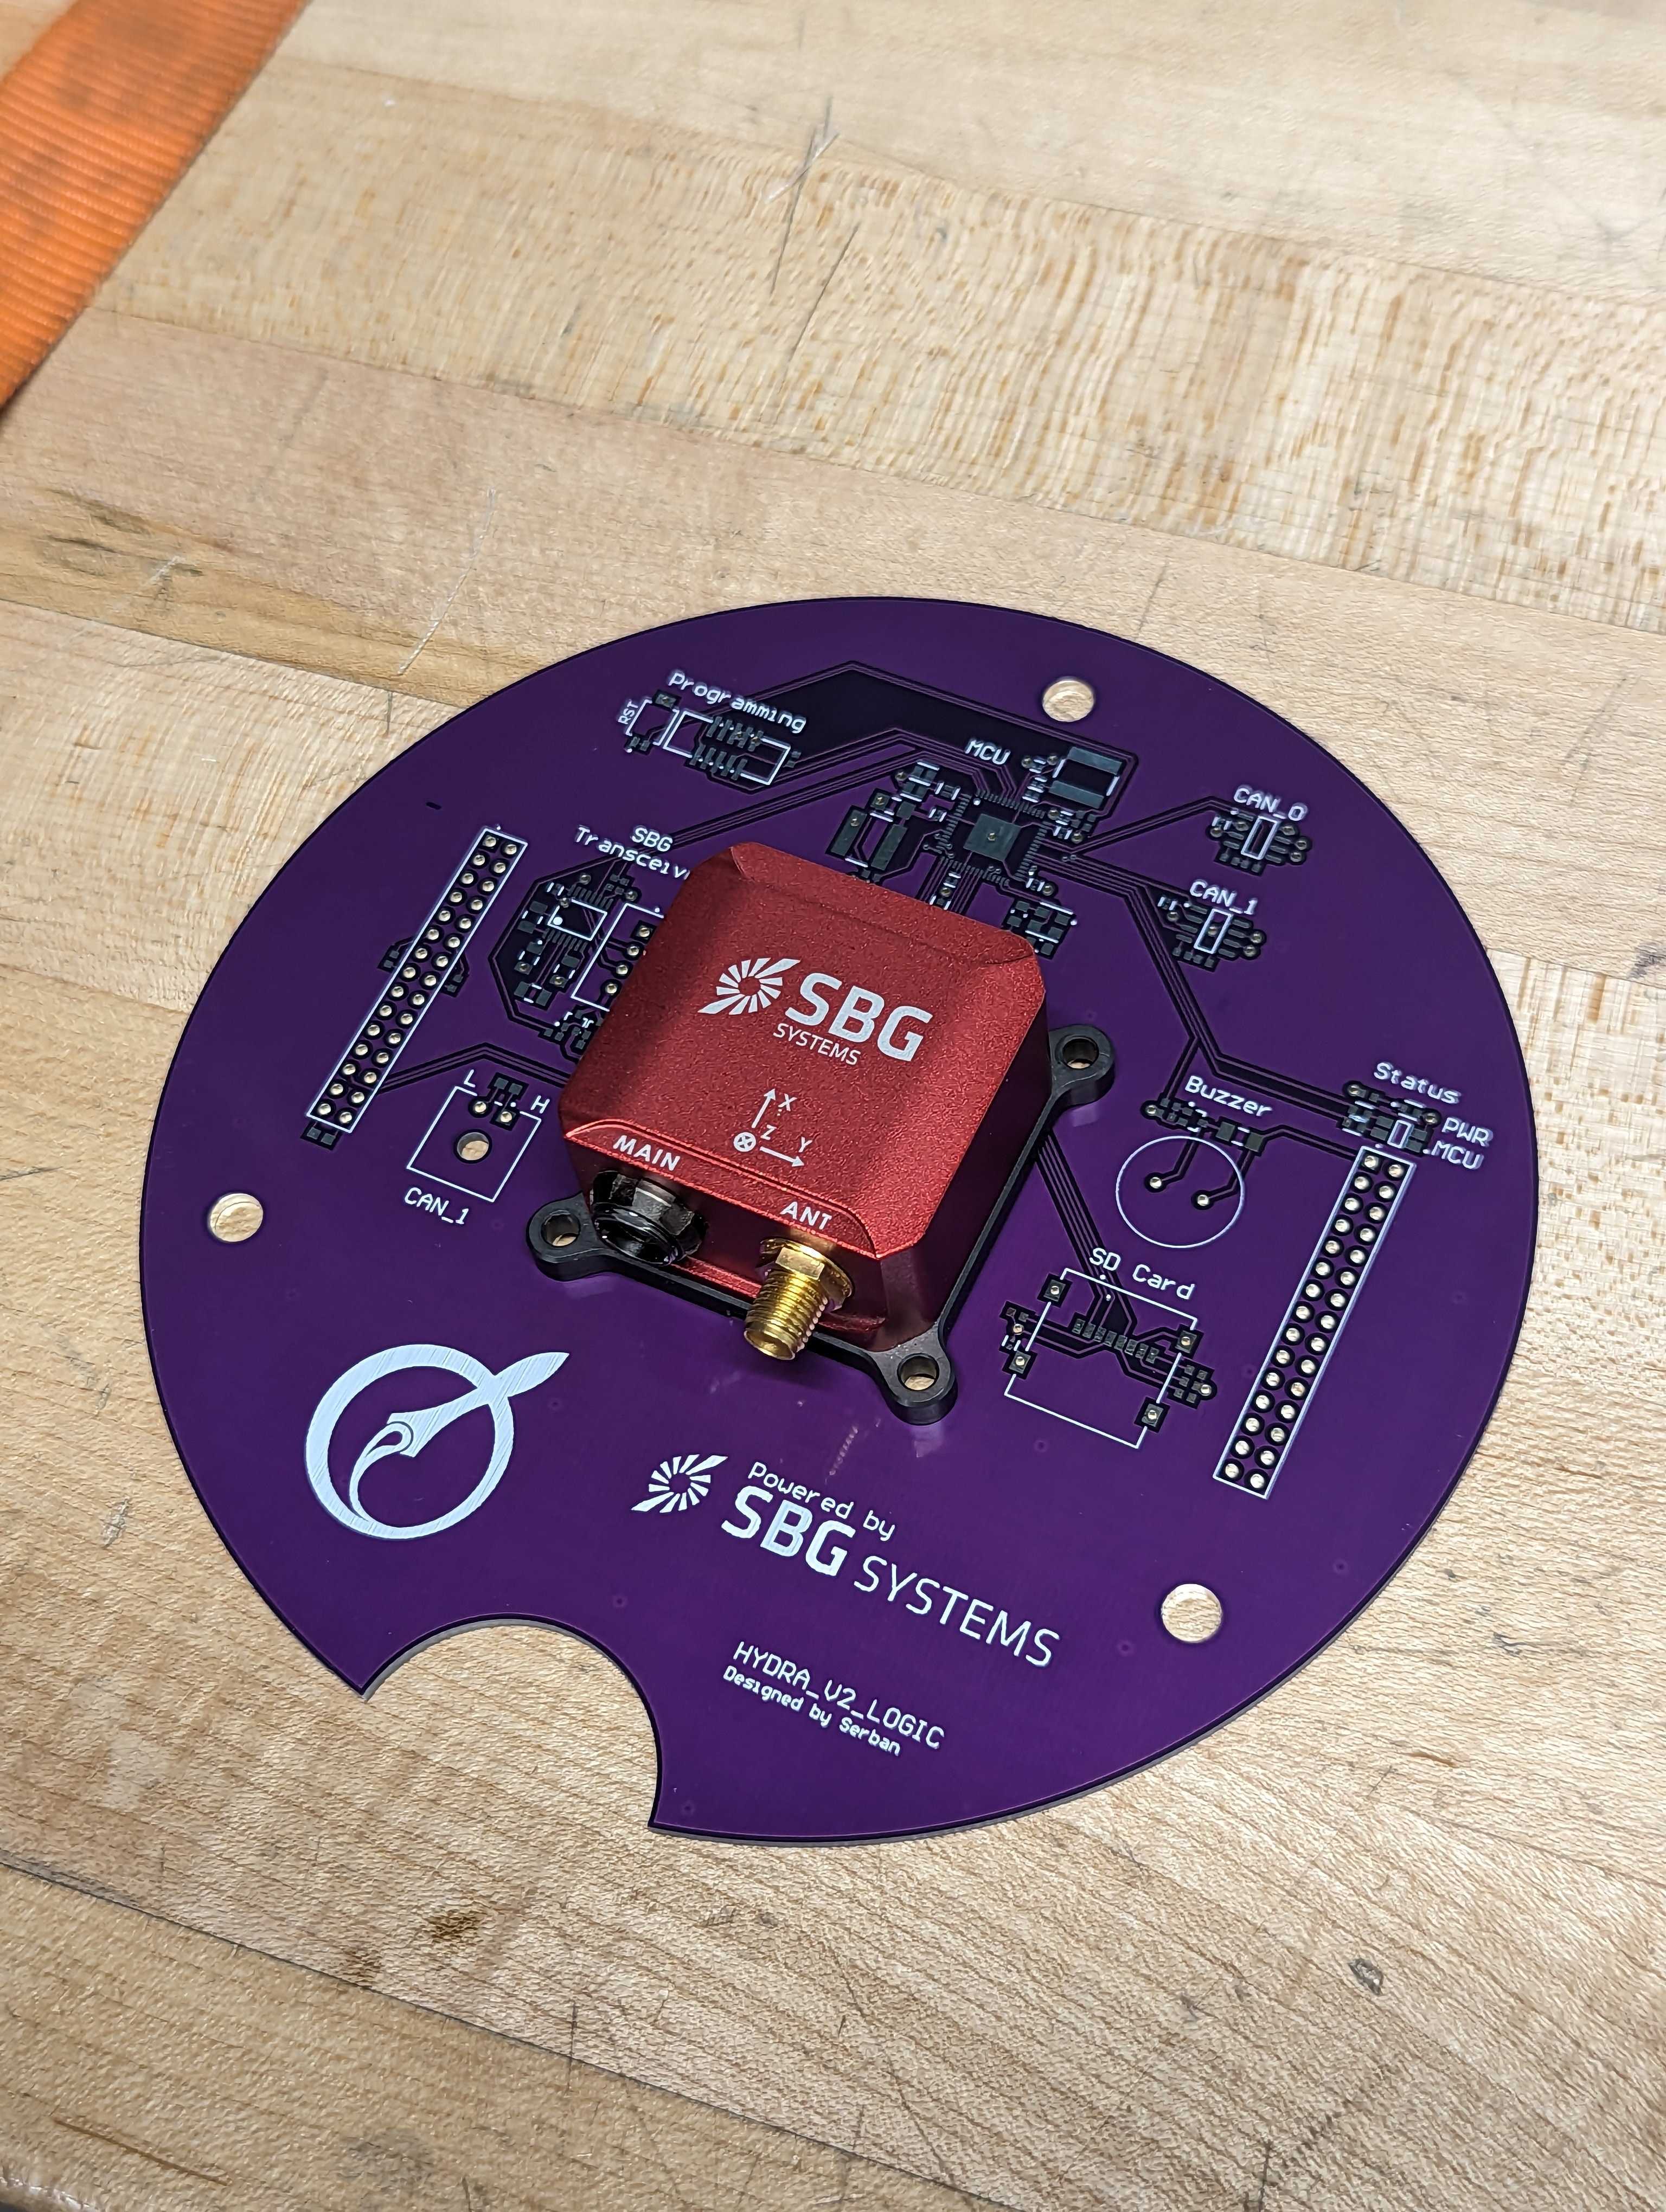 Programming
RST
MCU
CAN_0
SBG
CAN_1
SBG
SYSTEMS
X
Z Y
MAIN
ANT
L H
CAN_1
Buzzer
Status
PWR
MCU
SD Card
Powered by
SBG SYSTEMS
HYDRA_V2_LOGIC
Designed by Serban